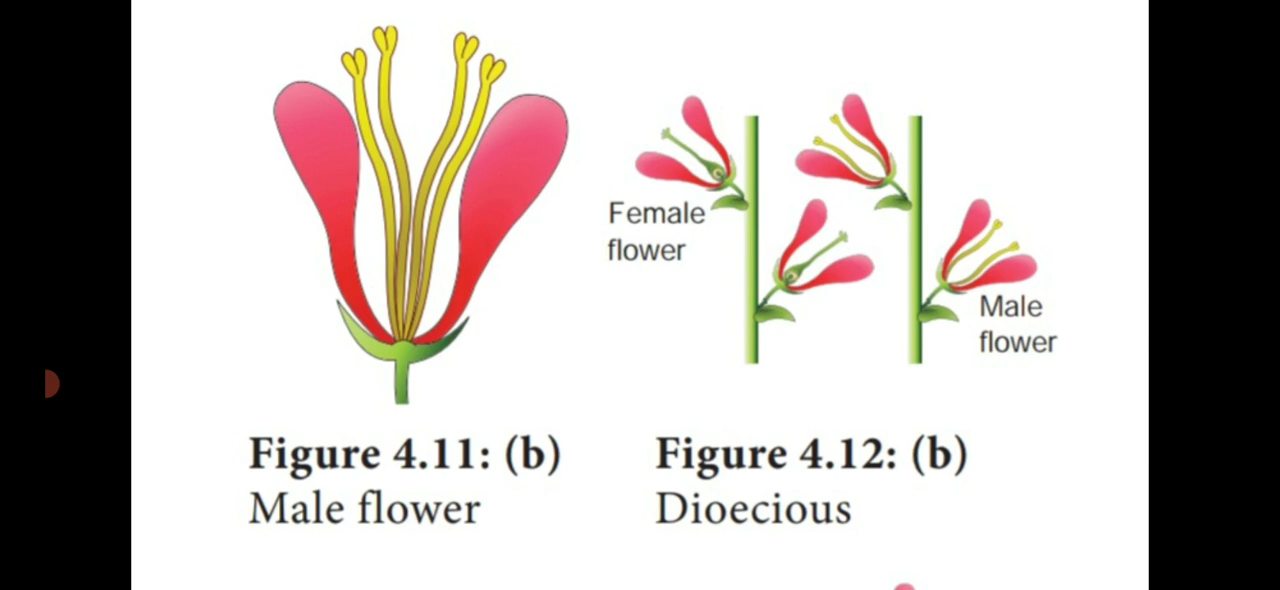 Female
flower
Male
flower
Figure 4.11: (b)
Male flower
Figure 4.12: (b)
Dioecious